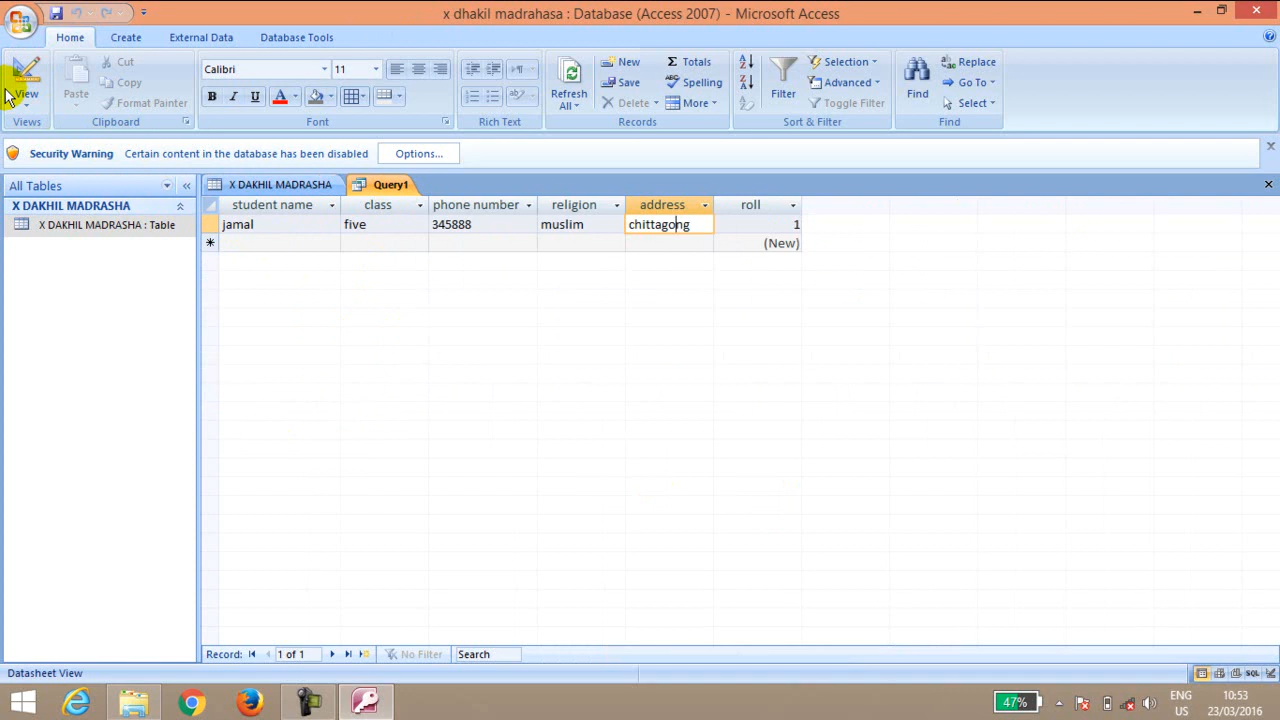 x dhakil madrahasa : Database (Access 2007) - Microsoft Access
Home Create External Data Database Tools
View
Views
Paste
Cut
Copy
Format Painter
Clipboard
Calibri 11
B I U A
Font
Rich Text
Refresh
All
New
Save
Delete
Totals
Spelling
More
Records
Filter
Selection
Advanced
Toggle Filter
Sort & Filter
Find
Replace
Go To
Select
Find
Security Warning Certain content in the database has been disabled Options...
All Tables
X DAKHIL MADRASHA
X DAKHIL MADRASHA : Table
X DAKHIL MADRASHA Query1
student name class phone number religion address roll
jamal five 345888 muslim chittagong 1
(New)
Record: 1 of 1 No Filter Search
Datasheet View
SQL
47%
ENG
US
10:53
23/03/2016